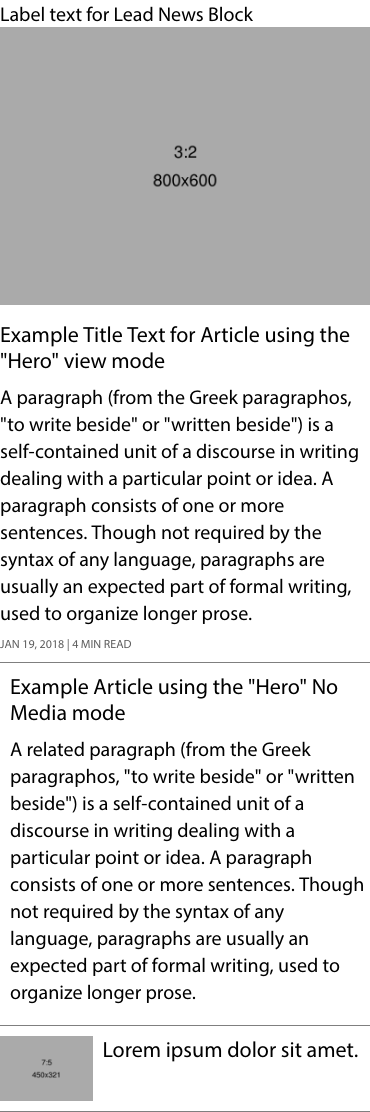 Label text for Lead News Block
3:2
800x600
Example Title Text for Article using the
"Hero" view mode
A paragraph (from the Greek paragraphos,
"to write beside" or "written beside") is a
self-contained unit of a discourse in writing
dealing with a particular point or idea. A
paragraph consists of one or more
sentences. Though not required by the
syntax of any language, paragraphs are
usually an expected part of formal writing,
used to organize longer prose.
JAN 19, 2018 | 4 MIN READ
Example Article using the "Hero" No
Media mode
A related paragraph (from the Greek
paragraphos, "to write beside" or "written
beside") is a self-contained unit of a
discourse in writing dealing with a
particular point or idea. A paragraph
consists of one or more sentences. Though
not required by the syntax of any
language, paragraphs are usually an
expected part of formal writing, used to
organize longer prose.
7:5
450x321
Lorem ipsum dolor sit amet.